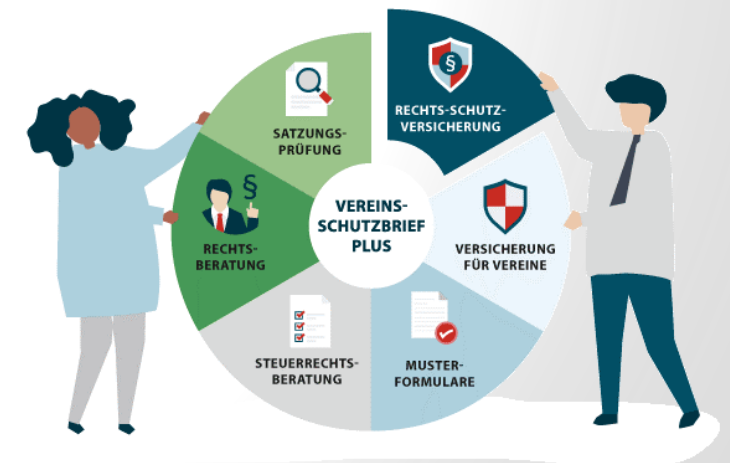 RECHTS-SCHUTZ-
VERSICHERUNG
VERSICHERUNG
FÜR VEREINE
MUSTER-
FORMULARE
STEUERRECHTS-
BERATUNG
RECHTS-
BERATUNG
SATZUNGS-
PRÜFUNG
VEREINS-
SCHUTZBRIEF
PLUS
§
§